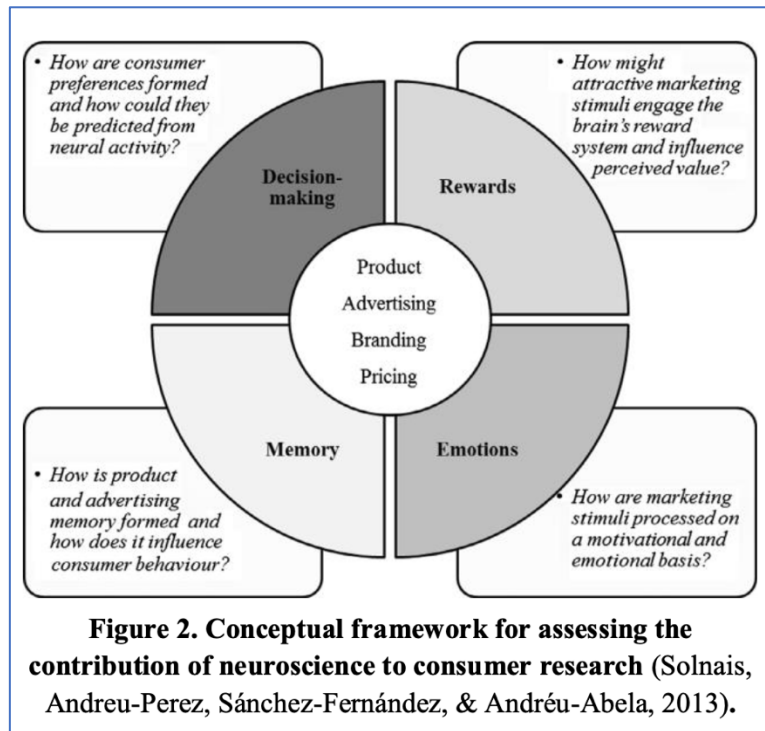 • How are consumer
preferences formed
and how could they
be predicted from
neural activity?
• How might
attractive marketing
stimuli engage the
brain's reward
system and influence
perceived value?
Decision-
making
Rewards
Product
Advertising
Branding
Pricing
Memory
Emotions
• How is product
and advertising
memory formed and
how does it influence
consumer behaviour?
• How are marketing
stimuli processed on
a motivational and
emotional basis?
Figure 2. Conceptual framework for assessing the
contribution of neuroscience to consumer research (Solnais,
Andreu-Perez, Sánchez-Fernández, & Andréu-Abela, 2013).